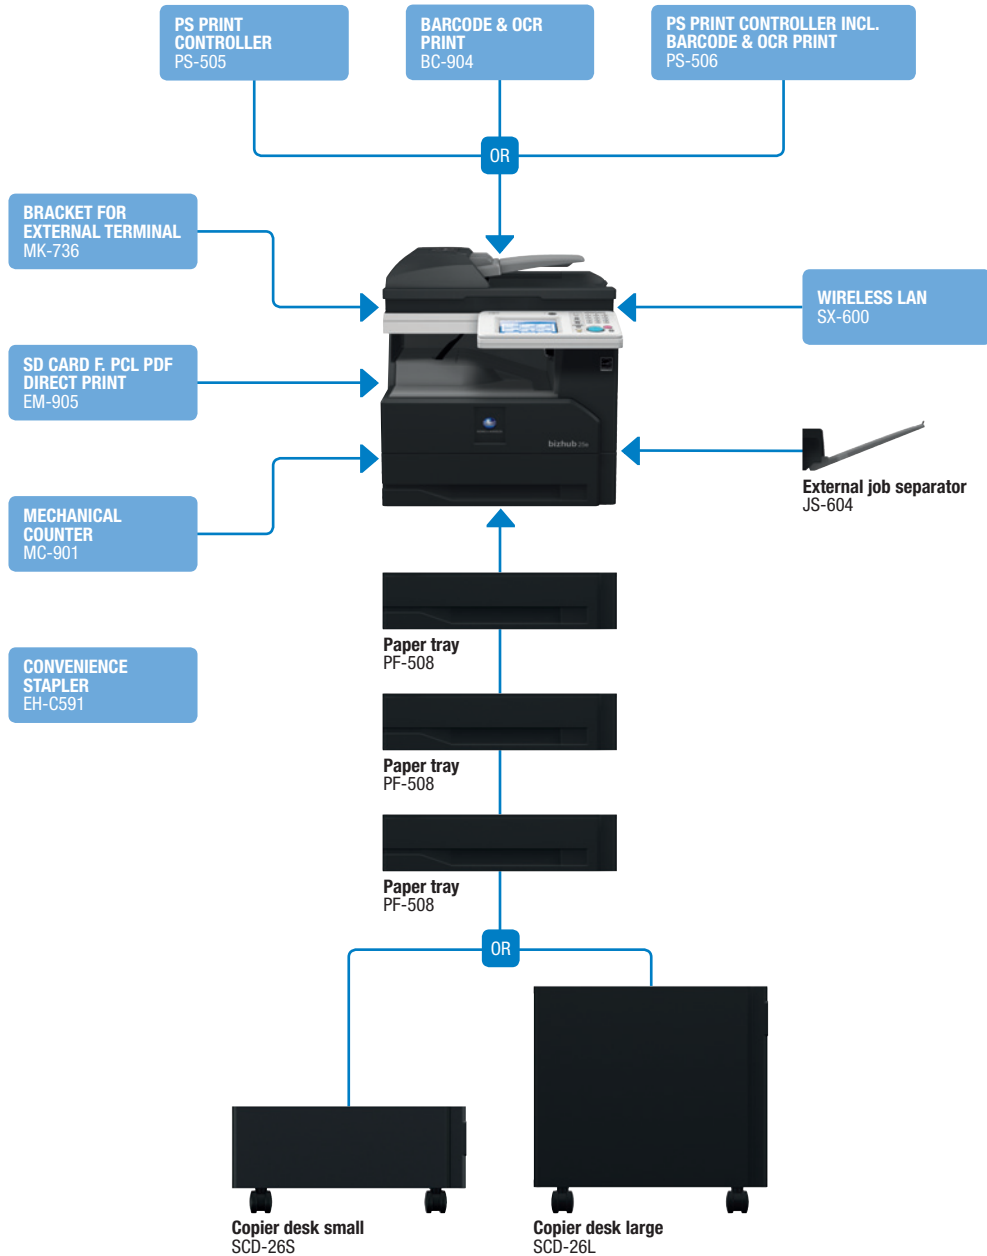 PS PRINT
CONTROLLER
PS-505
BARCODE & OCR
PRINT
BC-904
PS PRINT CONTROLLER INCL.
BARCODE & OCR PRINT
PS-506
OR
BRACKET FOR
EXTERNAL TERMINAL
MK-736
WIRELESS LAN
SX-600
SD CARD F. PCL PDF
DIRECT PRINT
EM-905
bizhub
External job separator
JS-604
MECHANICAL
COUNTER
MC-901
Paper tray
PF-508
CONVENIENCE
STAPLER
EH-C591
Paper tray
PF-508
Paper tray
PF-508
OR
Copier desk small
SCD-26S
Copier desk large
SCD-26L